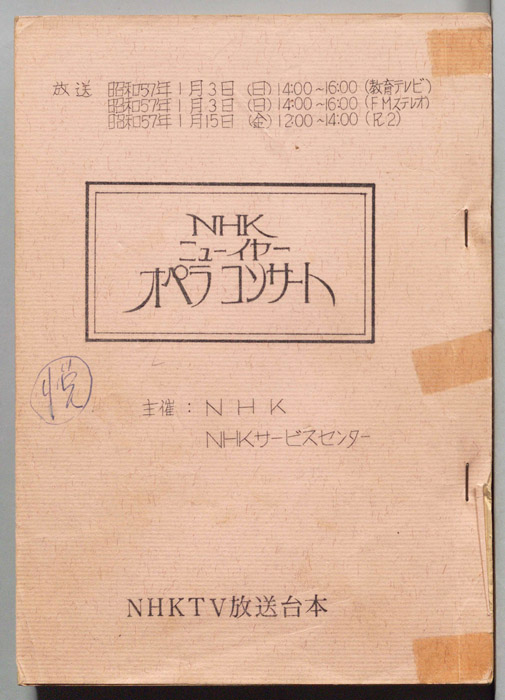 放送 昭和57年1月3日(日)14:00~16:00(教育テレビ)
昭和57年1月3日(日)14:00~16:00(FMステレオ)
昭和57年1月15日(金)12:00~14:00(R2)
NHK
ニューイヤー
オペラコンサート
悦
主催:NHK
NHKサービスセンター
NHKTV放送台本